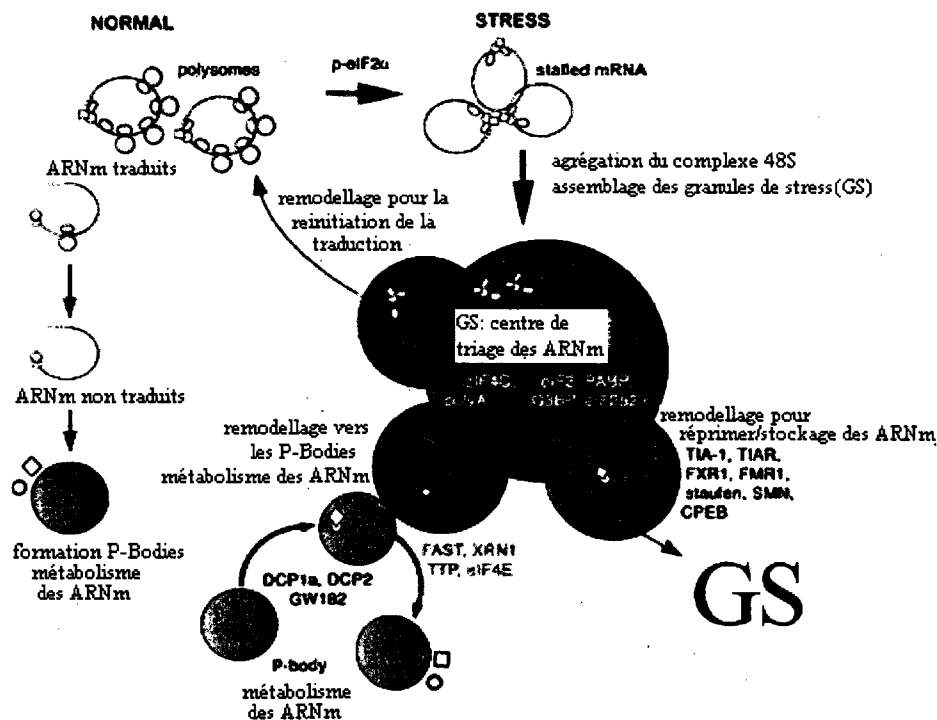 NORMAL
STRESS
polysomes
p-eIF2α
stalled mRNA
ARNm traduits
agrégation du complexe 48S
assemblage des granules de stress(GS)
remodellage pour la
reinitiation de la
traduction
GS: centre de
triage des ARNm
ARNm non traduits
remodellage vers
les P-Bodies
métabolisme des ARNm
remodellage pour
réprimer/stockage des ARNm
TIA-1, TIAR,
FXR1, FMR1,
staufen, SMN,
CPEB
formation P-Bodies
métabolisme
des ARNm
FAST, XRN1
TTP, eIF4E
DCP1a, DCP2
GW182
GS
P-body
métabolisme
des ARNm